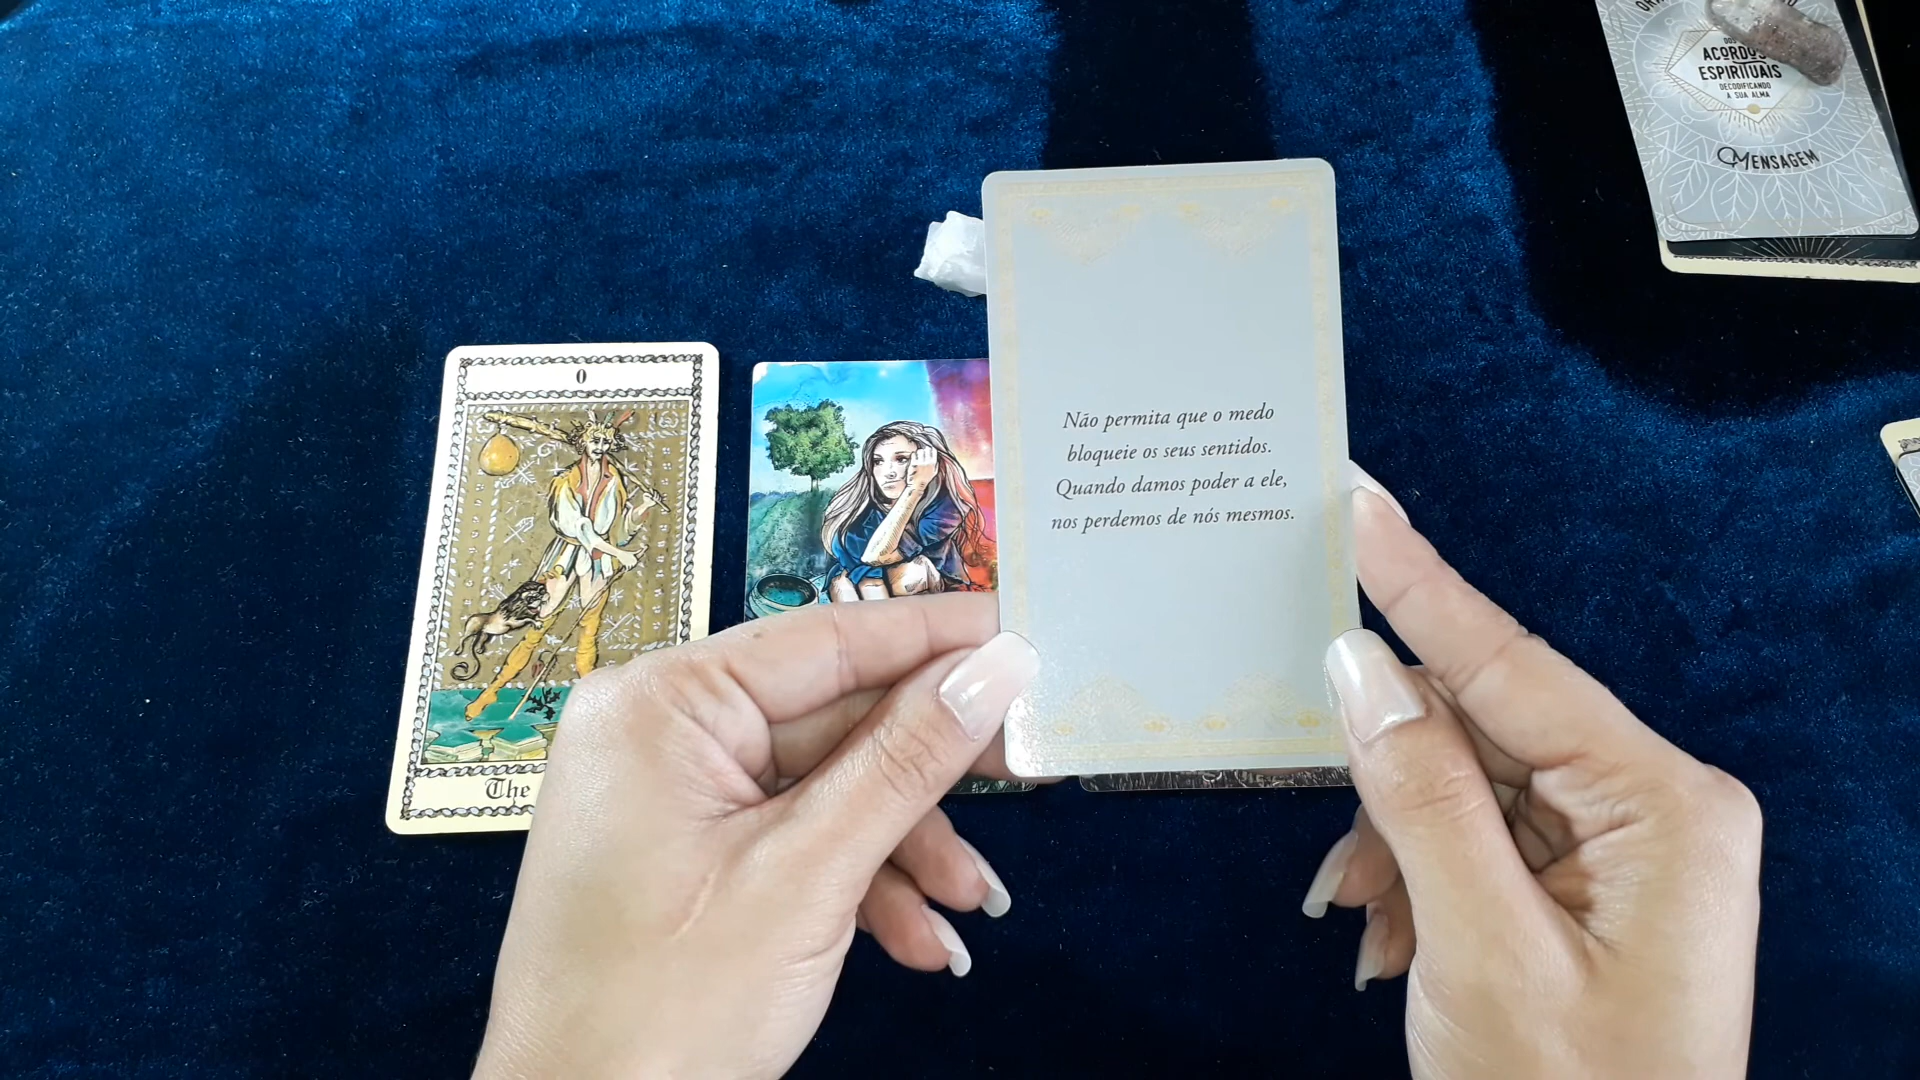 0
The
Não permita que o medo
bloqueie os seus sentidos.
Quando damos poder a ele,
nos perdemos de nós mesmos.
DOS
ACORDOS
ESPIRITUAIS
DECODIFICANDO
A SUA ALMA
MENSAGEM